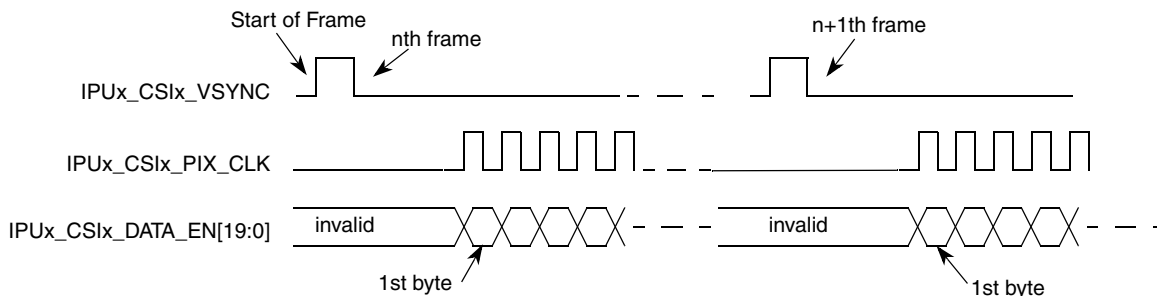 Start of Frame
nth frame
n+1th frame
IPUx_CSIx_VSYNC
IPUx_CSIx_PIX_CLK
IPUx_CSIx_DATA_EN[19:0]
invalid
invalid
1st byte
1st byte